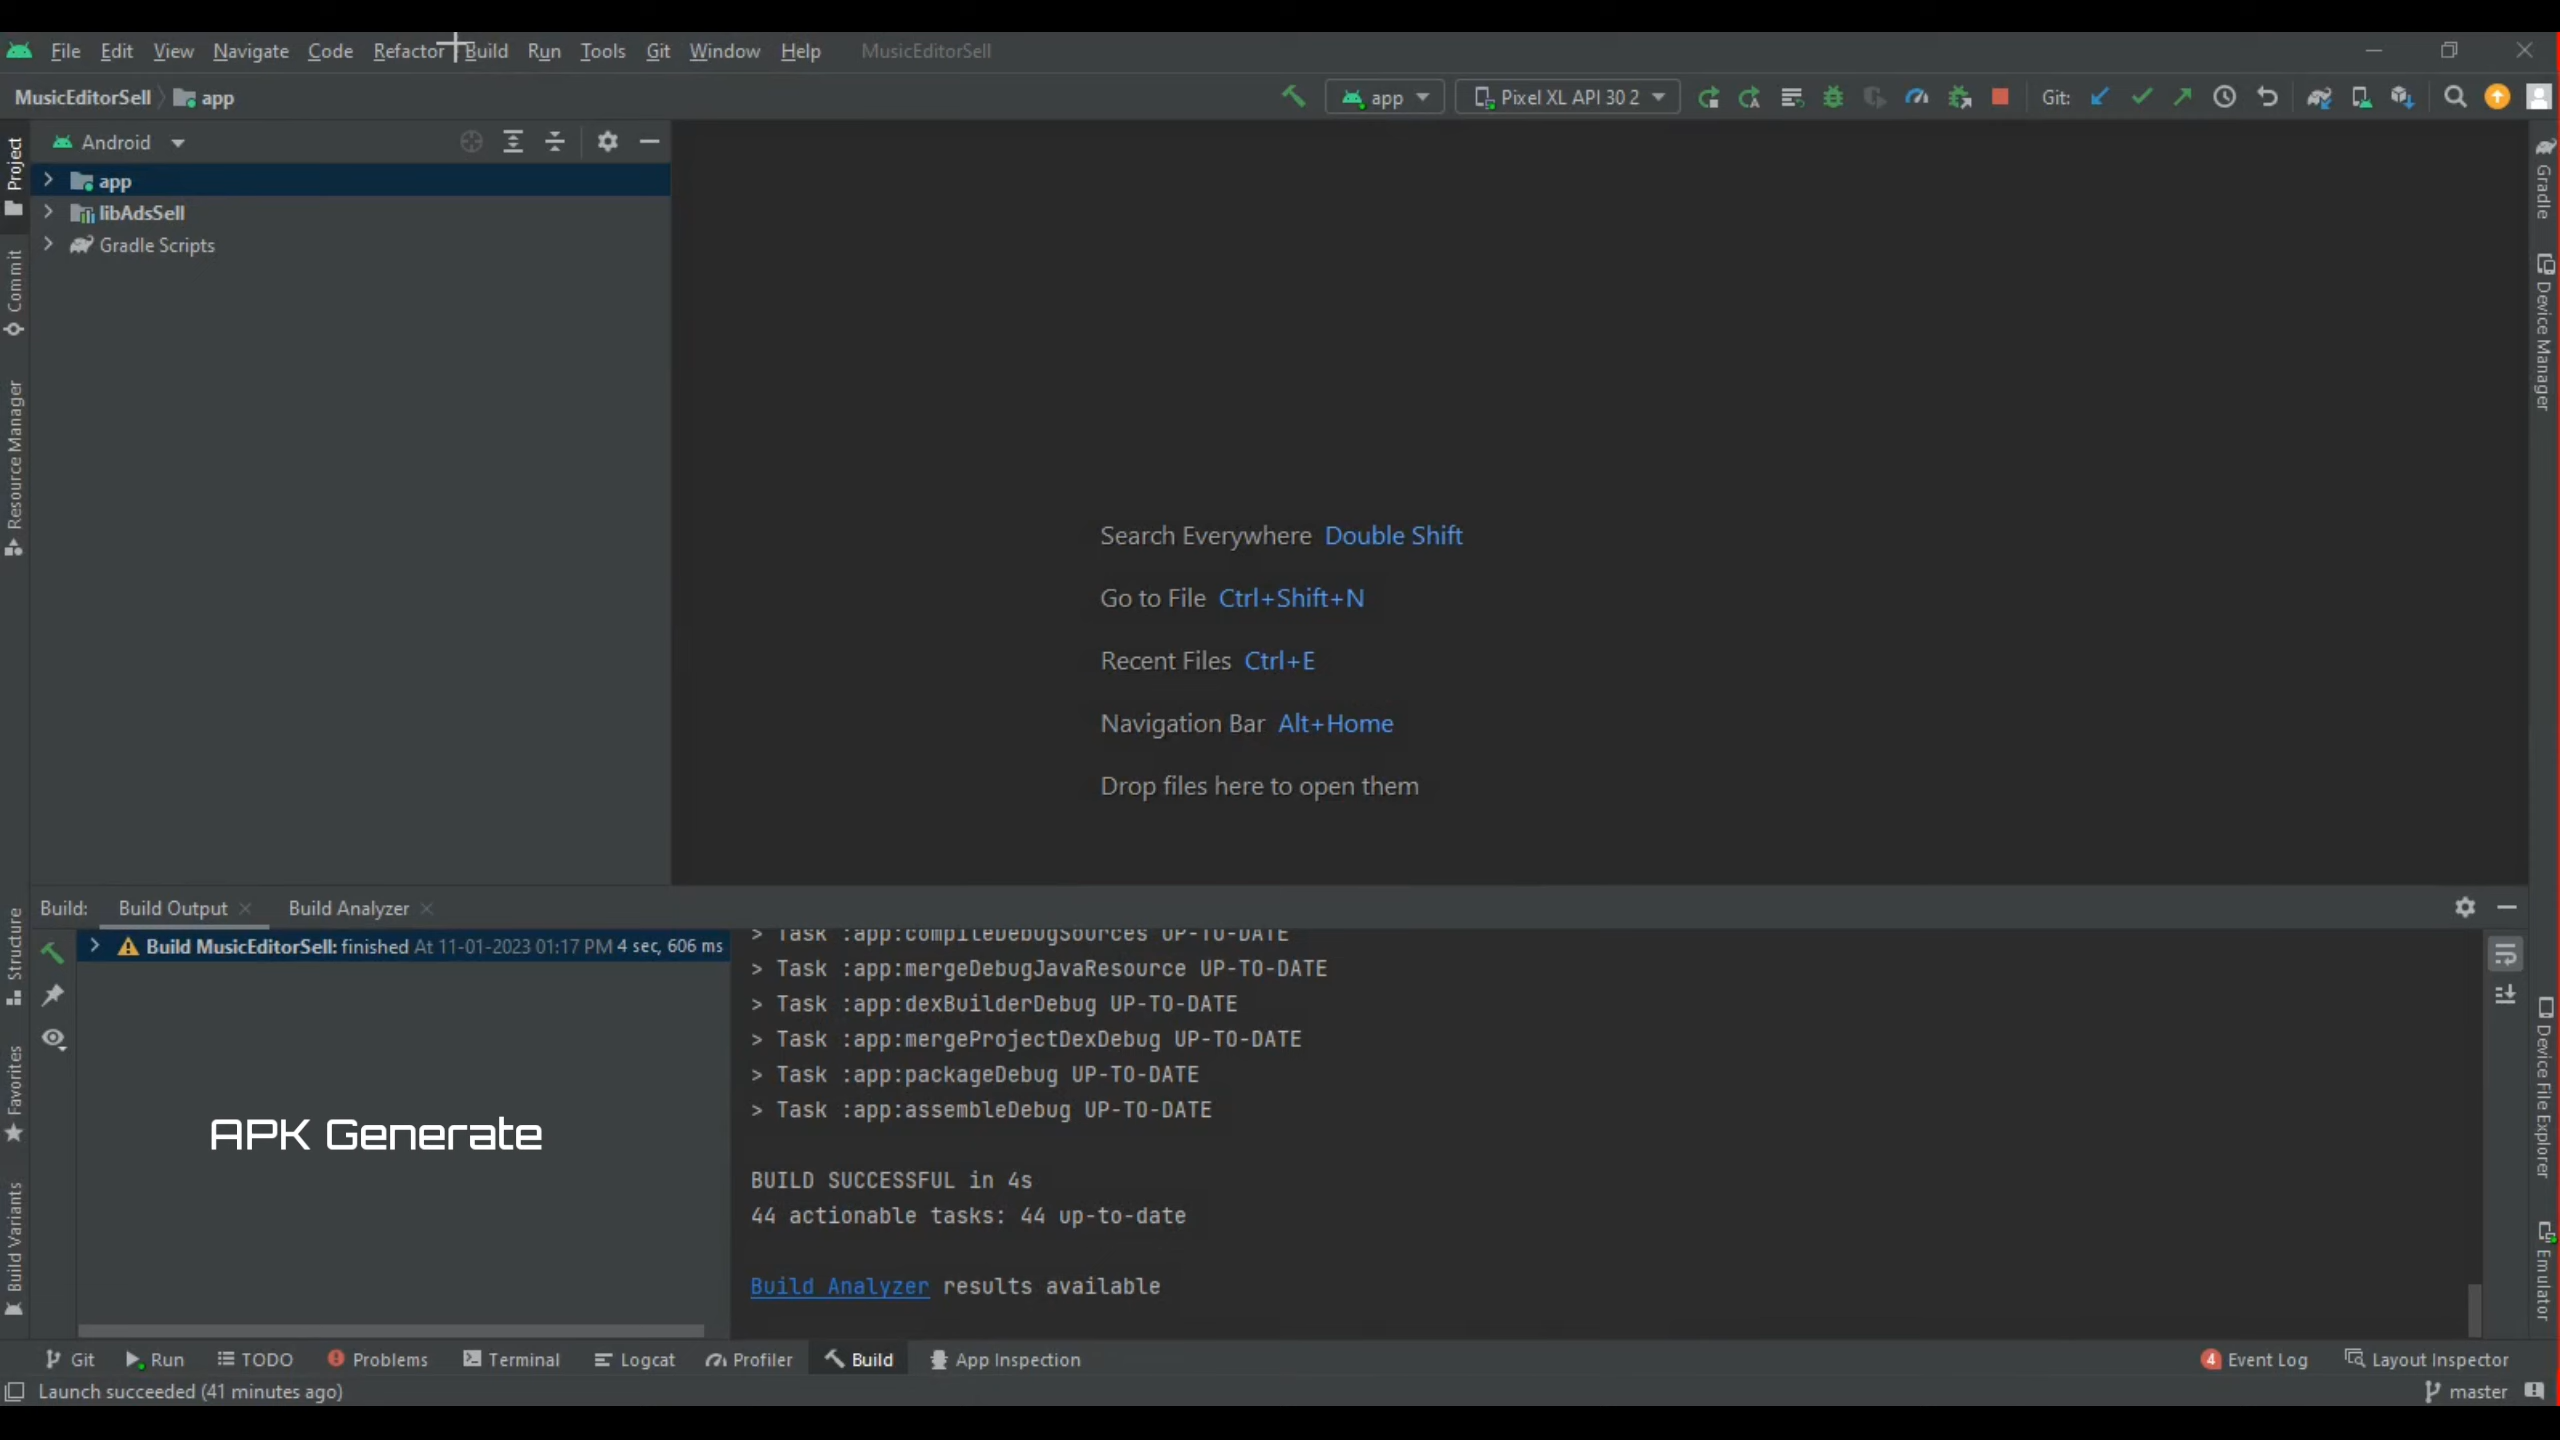 File Edit View Navigate Code Refactor Build Run Tools Git Window Help MusicEditorSell
MusicEditorSell app
app Pixel XL API 30 2 Git:
Android
app
libAdsSell
Gradle Scripts
Project
Commit
Resource Manager
Structure
Favorites
Build Variants
Gradle
Device Manager
Device File Explorer
Emulator
Search Everywhere Double Shift
Go to File Ctrl+Shift+N
Recent Files Ctrl+E
Navigation Bar Alt+Home
Drop files here to open them
Build: Build Output Build Analyzer
Build MusicEditorSell: finished At 11-01-2023 01:17 PM 4 sec, 606 ms
> Task :app:compileDebugSources UP-TO-DATE
> Task :app:mergeDebugJavaResource UP-TO-DATE
> Task :app:dexBuilderDebug UP-TO-DATE
> Task :app:mergeProjectDexDebug UP-TO-DATE
> Task :app:packageDebug UP-TO-DATE
> Task :app:assembleDebug UP-TO-DATE
BUILD SUCCESSFUL in 4s
44 actionable tasks: 44 up-to-date
Build Analyzer results available
APK Generate
Git Run TODO Problems Terminal Logcat Profiler Build App Inspection 4 Event Log Layout Inspector
Launch succeeded (41 minutes ago) master